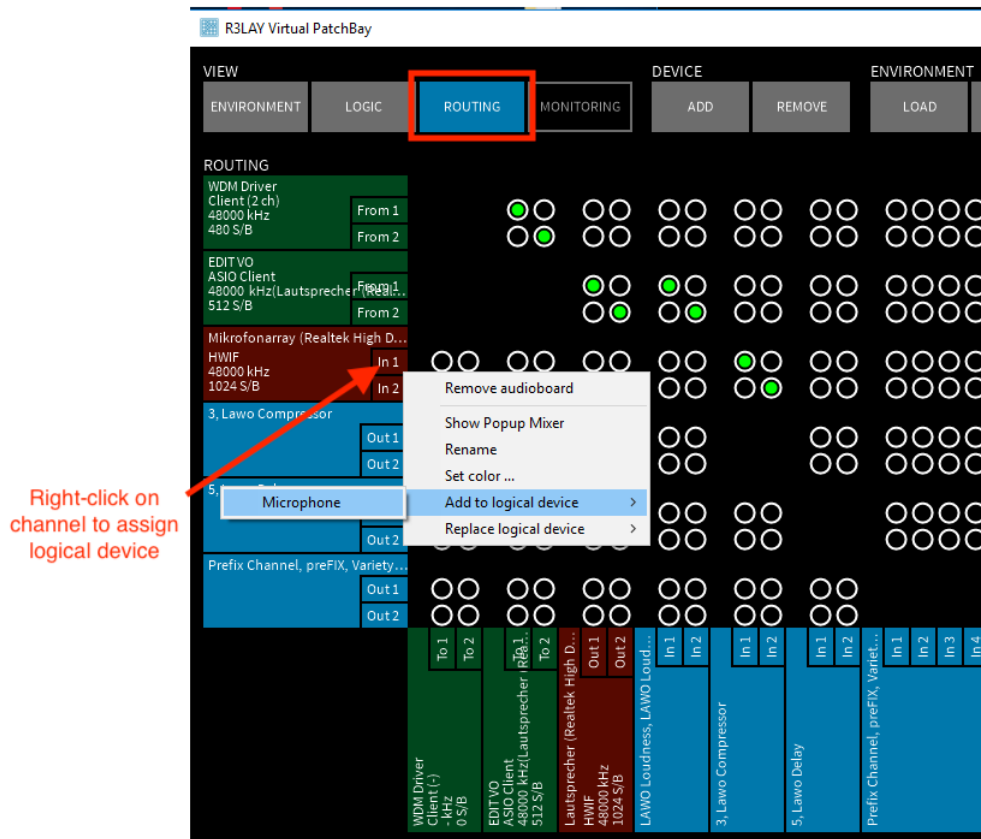 R3LAY Virtual PatchBay
VIEW
DEVICE
ENVIRONMENT
ENVIRONMENT
LOGIC
ROUTING
MONITORING
ADD
REMOVE
LOAD
ROUTING
WDM Driver
Client (2 ch)
48000 kHz
480 S/B
From 1
From 2
EDIT VO
ASIO Client
48000 kHz(Lautsprecher (Real...
512 S/B
From 1
From 2
Mikrofonarray (Realtek High D...
HWIF
48000 kHz
1024 S/B
In 1
In 2
3, Lawo Compressor
Out 1
Out 2
5,
Out 2
Prefix Channel, preFIX, Variety...
Out 1
Out 2
Remove audioboard
Show Popup Mixer
Rename
Set color ...
Add to logical device
Replace logical device
Microphone
Right-click on
channel to assign
logical device
To 1
To 2
WDM Driver
Client (-)
- kHz
0 S/B
To 1
To 2
EDIT VO
ASIO Client
48000 kHz(Lautsprecher (Rea...
512 S/B
Out 1
Out 2
Lautsprecher (Realtek High D...
HWIF
48000 kHz
1024 S/B
In 1
In 2
LAWO Loudness, LAWO Loud...
In 1
In 2
3, Lawo Compressor
In 1
In 2
5, Lawo Delay
In 1
In 2
In 3
In 4
Prefix Channel, preFIX, Variet...